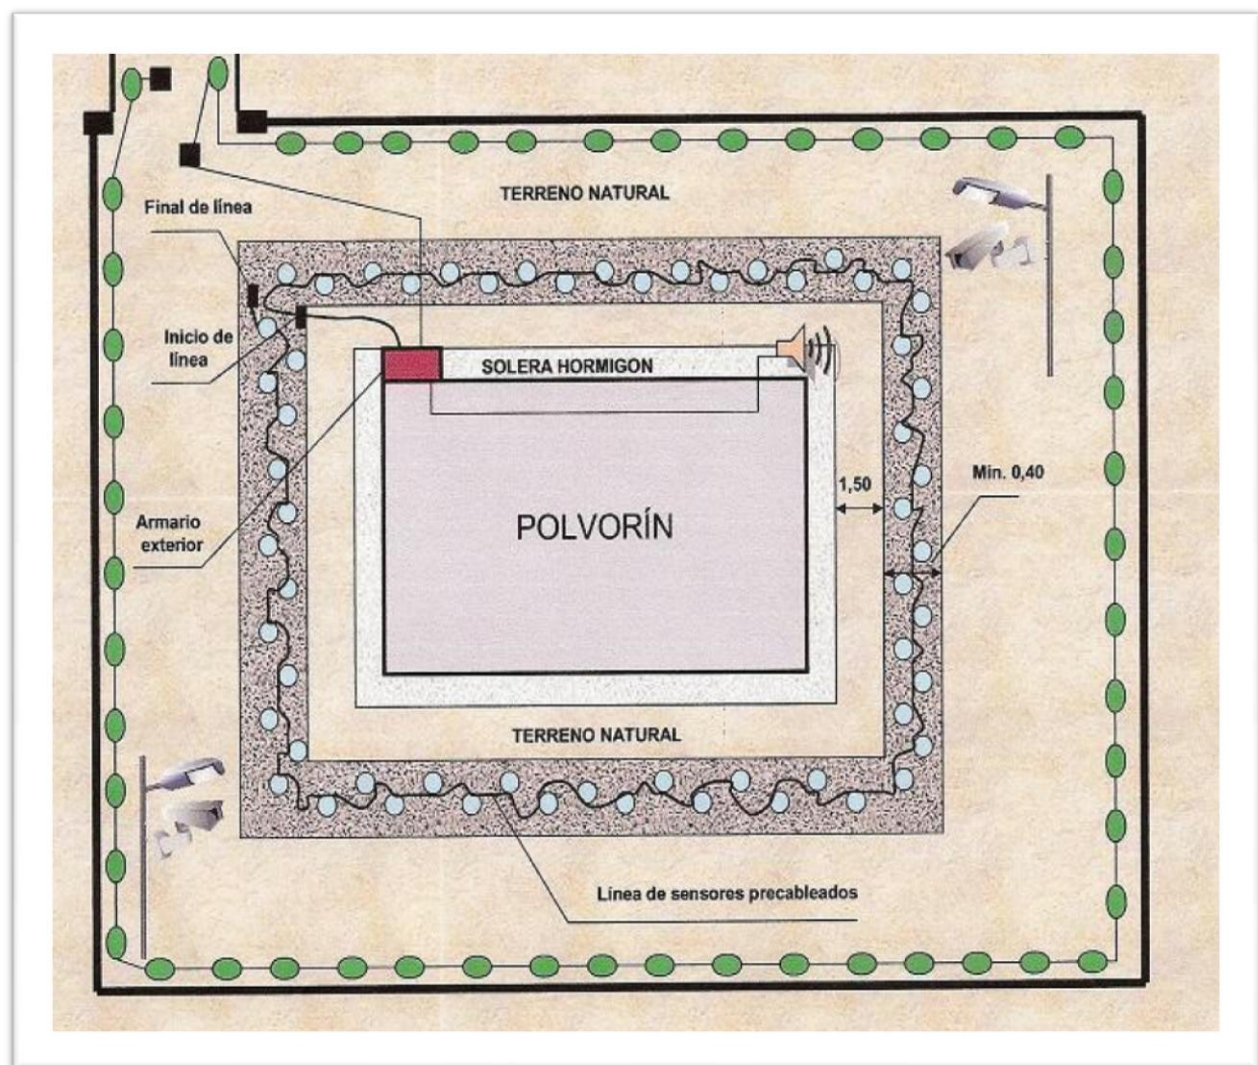 TERRENO NATURAL
Final de línea
Inicio de
línea
SOLERA HORMIGON
1,50
Min. 0,40
Armario
exterior
POLVORÍN
TERRENO NATURAL
Línea de sensores precableados